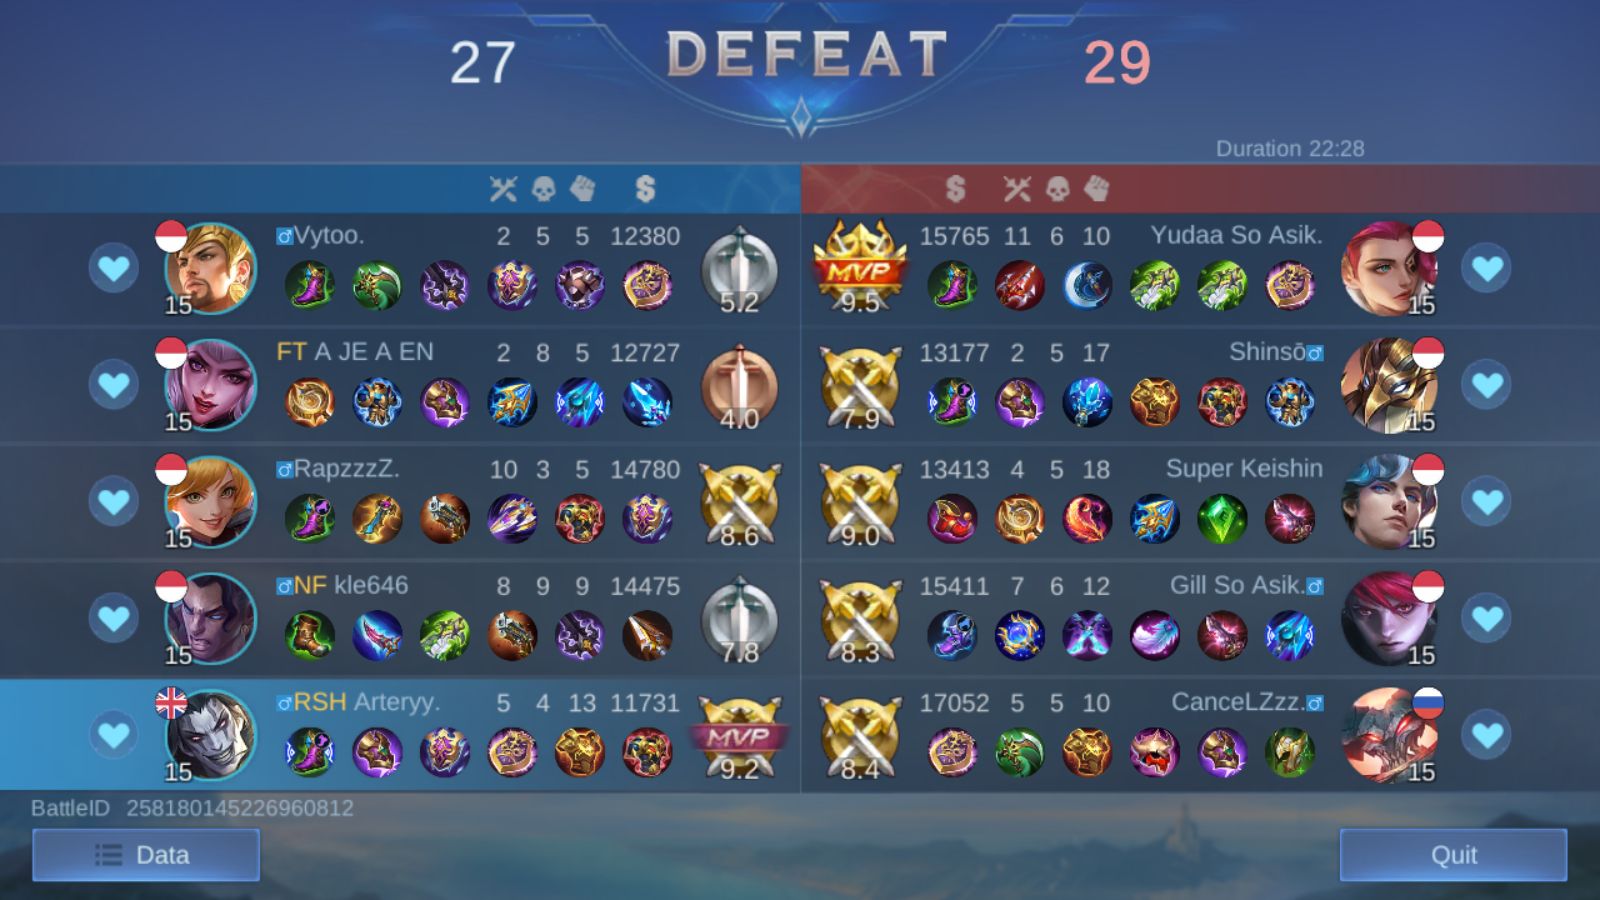 27 DEFEAT 29
Duration 22:28
Vytoo. 2 5 5 12380
15 5.2
MVP 9.5 15765 11 6 10 Yudaa So Asik.
15
FT A JE A EN 2 8 5 12727
15 4.0
7.9 13177 2 5 17 Shinsō
15
RapzzzZ. 10 3 5 14780
15 8.6
9.0 13413 4 5 18 Super Keishin
15
NF kle646 8 9 9 14475
15 7.8
8.3 15411 7 6 12 Gill So Asik.
15
RSH Arteryy. 5 4 13 11731
15 MVP 9.2
8.4 17052 5 5 10 CanceLZzz.
15
BattleID 258180145226960812
Data
Quit